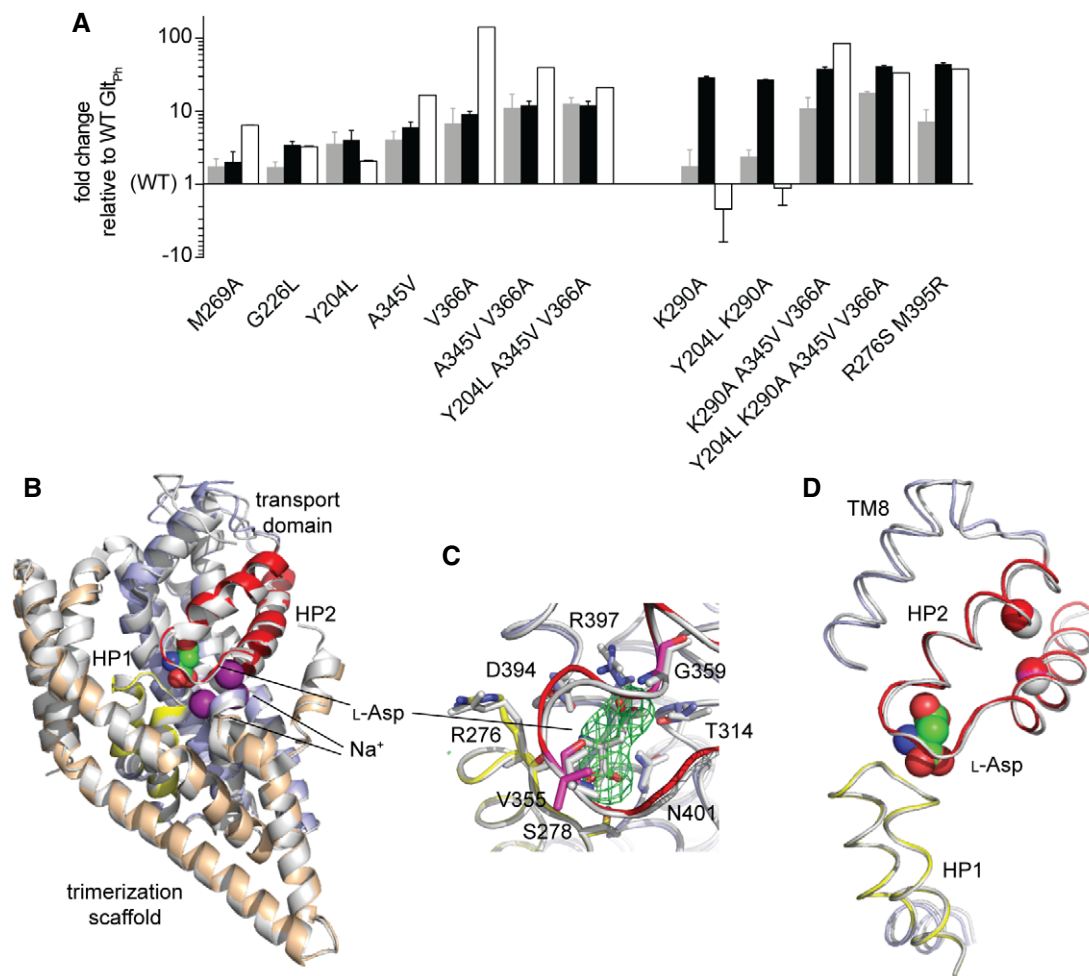 A
fold change
relative to WT GltPh
100
10
(WT) 1
-10
M269A
G226L
Y204L
A345V
V366A
A345V V366A
Y204L A345V V366A
K290A
Y204L K290A
K290A A345V V366A
Y204L K290A A345V V366A
R276S M395R
B
transport
domain
HP2
HP1
L-Asp
Na+
trimerization
scaffold
C
R397
D394
G359
R276
T314
V355
N401
S278
D
TM8
HP2
L-Asp
HP1